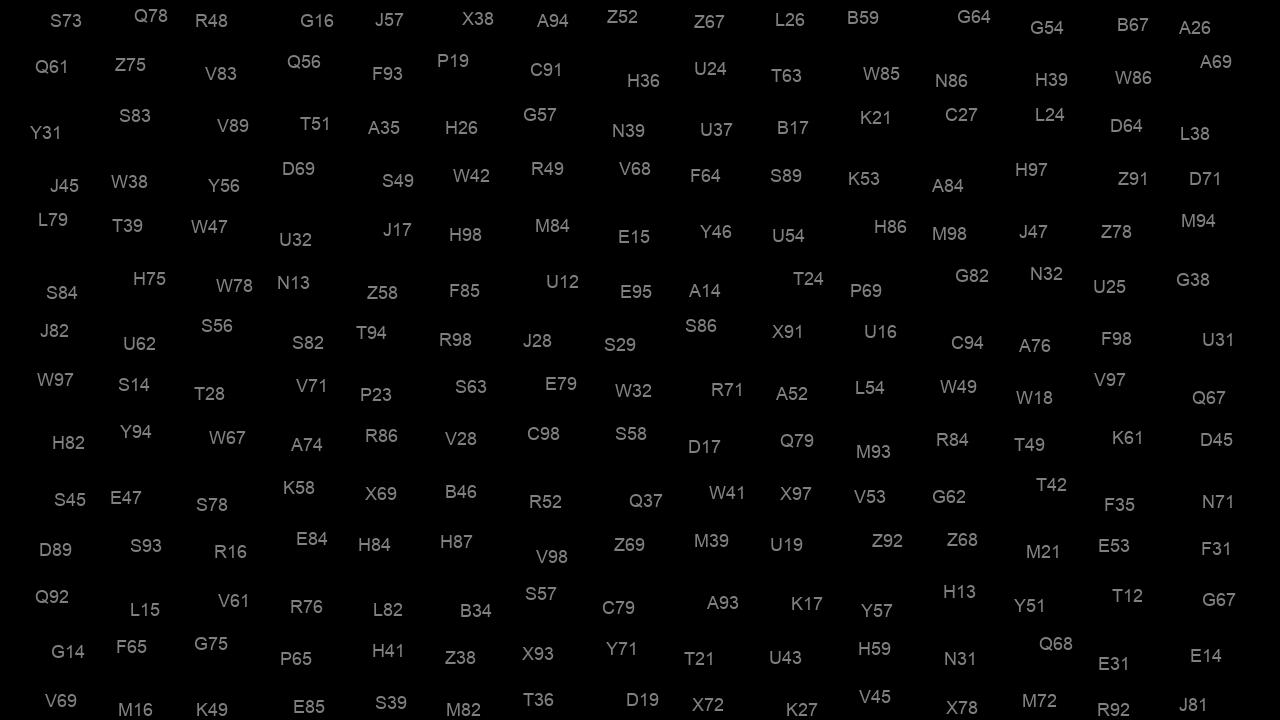 S73 Q78 R48 G16 J57 X38 A94 Z52 Z67 L26 B59 G64 G54 B67 A26
Q61 Z75 V83 Q56 F93 P19 C91 H36 U24 T63 W85 N86 H39 W86 A69
Y31 S83 V89 T51 A35 H26 G57 N39 U37 B17 K21 C27 L24 D64 L38
J45 W38 Y56 D69 S49 W42 R49 V68 F64 S89 K53 A84 H97 Z91 D71
L79 T39 W47 U32 J17 H98 M84 E15 Y46 U54 H86 M98 J47 Z78 M94
S84 H75 W78 N13 Z58 F85 U12 E95 A14 T24 P69 G82 N32 U25 G38
J82 U62 S56 S82 T94 R98 J28 S29 S86 X91 U16 C94 A76 F98 U31
W97 S14 T28 V71 P23 S63 E79 W32 R71 A52 L54 W49 W18 V97 Q67
H82 Y94 W67 A74 R86 V28 C98 S58 D17 Q79 M93 R84 T49 K61 D45
S45 E47 S78 K58 X69 B46 R52 Q37 W41 X97 V53 G62 T42 F35 N71
D89 S93 R16 E84 H84 H87 V98 Z69 M39 U19 Z92 Z68 M21 E53 F31
Q92 L15 V61 R76 L82 B34 S57 C79 A93 K17 Y57 H13 Y51 T12 G67
G14 F65 G75 P65 H41 Z38 X93 Y71 T21 U43 H59 N31 Q68 E31 E14
V69 M16 K49 E85 S39 M82 T36 D19 X72 K27 V45 X78 M72 R92 J81